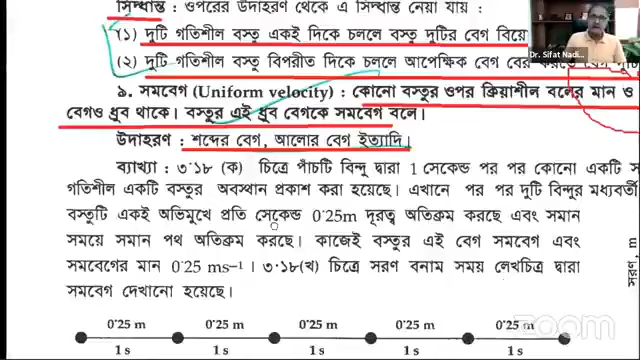 সিদ্ধান্ত : ওপরের উদাহরণ থেকে এ সিদ্ধান্ত নেয়া যায় :
(১) দুটি গতিশীল বস্তু একই দিকে চললে বস্তু দুটির বেগ বিয়ো
(২) দুটি গতিশীল বস্তু বিপরীত দিকে চললে আপেক্ষিক বেগ বের করতে
৯. সমবেগ (Uniform velocity) : কোনো বস্তুর ওপর ক্রিয়াশীল বলের মান ও
বেগও ধ্রুব থাকে। বস্তুর এই ধ্রুব বেগকে সমবেগ বলে।
উদাহরণ : শব্দের বেগ, আলোর বেগ ইত্যাদি।
ব্যাখ্যা : ৩·১৮ (ক) চিত্রে পাঁচটি বিন্দু দ্বারা 1 সেকেন্ড পর পর কোনো একটি স
গতিশীল একটি বস্তুর অবস্থান প্রকাশ করা হয়েছে। এখানে পর পর দুটি বিন্দুর মধ্যবর্তী
বস্তুটি একই অভিমুখে প্রতি সেকেন্ড 0·25m দূরত্ব অতিক্রম করছে এবং সমান
সময়ে সমান পথ অতিক্রম করছে। কাজেই বস্তুর এই বেগ সমবেগ এবং
সমবেগের মান 0·25 ms−1। ৩·১৮(খ) চিত্রে সরণ বনাম সময় লেখচিত্র দ্বারা
সমবেগ দেখানো হয়েছে।
0·25 m 0·25 m 0·25 m 0·25 m 0·25 m
1 s 1 s 1 s 1 s 1 s
সরণ, m
Dr. Sifat Nadi
zoom